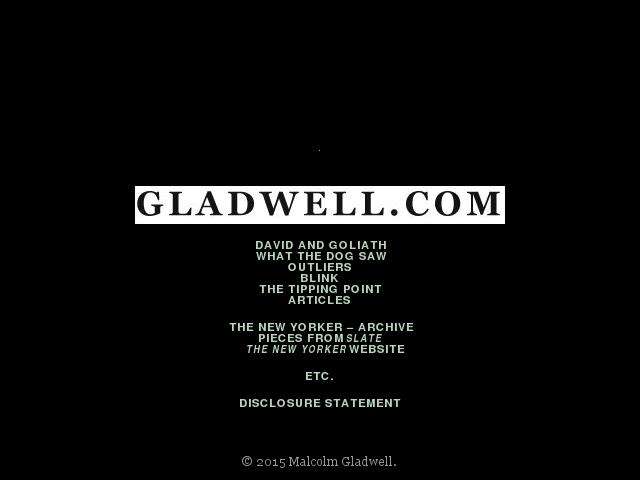 GLADWELL.COM
DAVID AND GOLIATH
WHAT THE DOG SAW
OUTLIERS
BLINK
THE TIPPING POINT
ARTICLES
THE NEW YORKER – ARCHIVE
PIECES FROM SLATE
THE NEW YORKER WEBSITE
ETC.
DISCLOSURE STATEMENT
© 2015 Malcolm Gladwell.